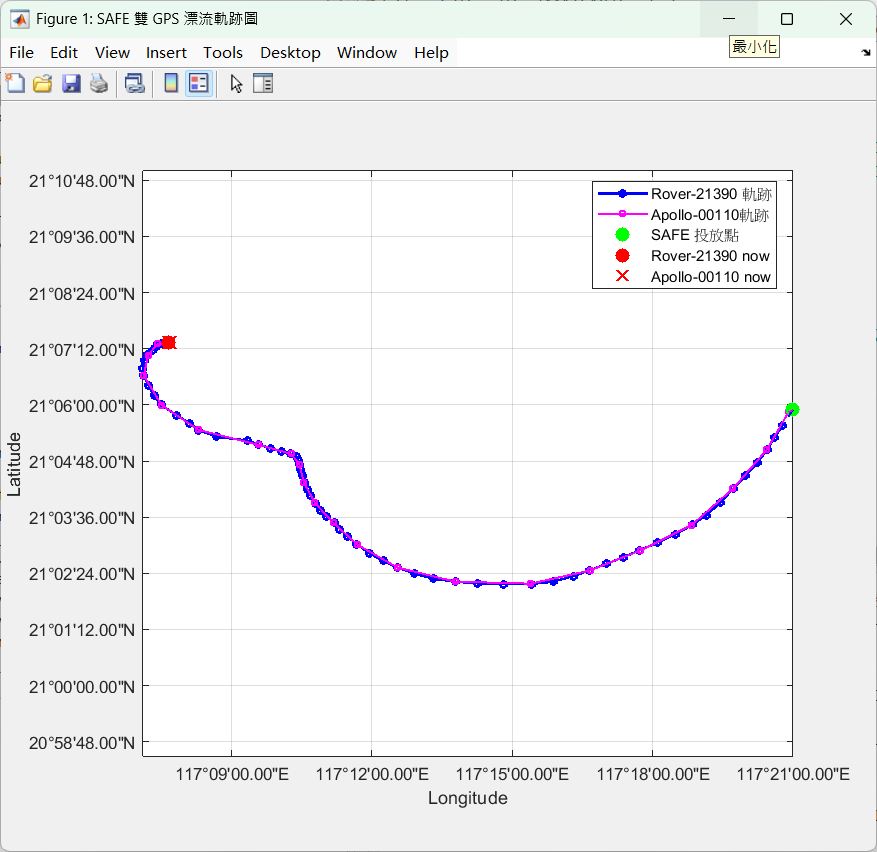 Figure 1: SAFE 雙 GPS 漂流軌跡圖
最小化
File Edit View Insert Tools Desktop Window Help
Rover-21390 軌跡
Apollo-00110軌跡
SAFE 投放點
Rover-21390 now
Apollo-00110 now
21°10'48.00"N
21°09'36.00"N
21°08'24.00"N
21°07'12.00"N
21°06'00.00"N
21°04'48.00"N
21°03'36.00"N
21°02'24.00"N
21°01'12.00"N
21°00'00.00"N
20°58'48.00"N
Latitude
117°09'00.00"E 117°12'00.00"E 117°15'00.00"E 117°18'00.00"E 117°21'00.00"E
Longitude